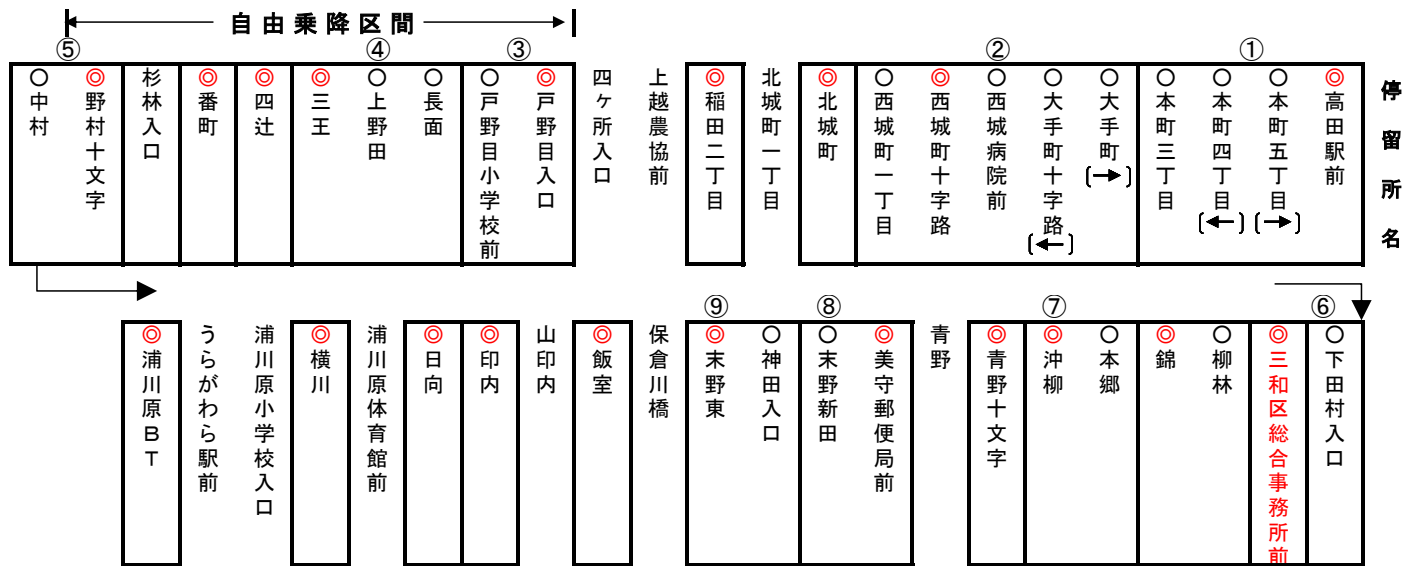 自由乗降区間
⑤ ④ ③ ② ①
停留所名
◎高田駅前
○本町五丁目(→)
○本町四丁目(←)
○本町三丁目
○大手町(→)
○大手町十字路(←)
○西城病院前
◎西城町十字路
○西城町一丁目
◎北城町
北城町一丁目
◎稲田二丁目
上越農協前
四ヶ所入口
◎戸野目入口
○戸野目小学校前
○長面
○上野田
◎三王
◎四辻
◎番町
杉林入口
◎野村十文字
○中村
⑨ ⑧ ⑦ ⑥
○下田村入口
◎三和区総合事務所前
○柳林
◎錦
○本郷
◎沖柳
◎青野十文字
青野
◎美守郵便局前
○末野新田
○神田入口
◎末野東
保倉川橋
◎飯室
山印内
◎印内
◎日向
浦川原体育館前
◎横川
浦川原小学校入口
うらがわら駅前
◎浦川原BT